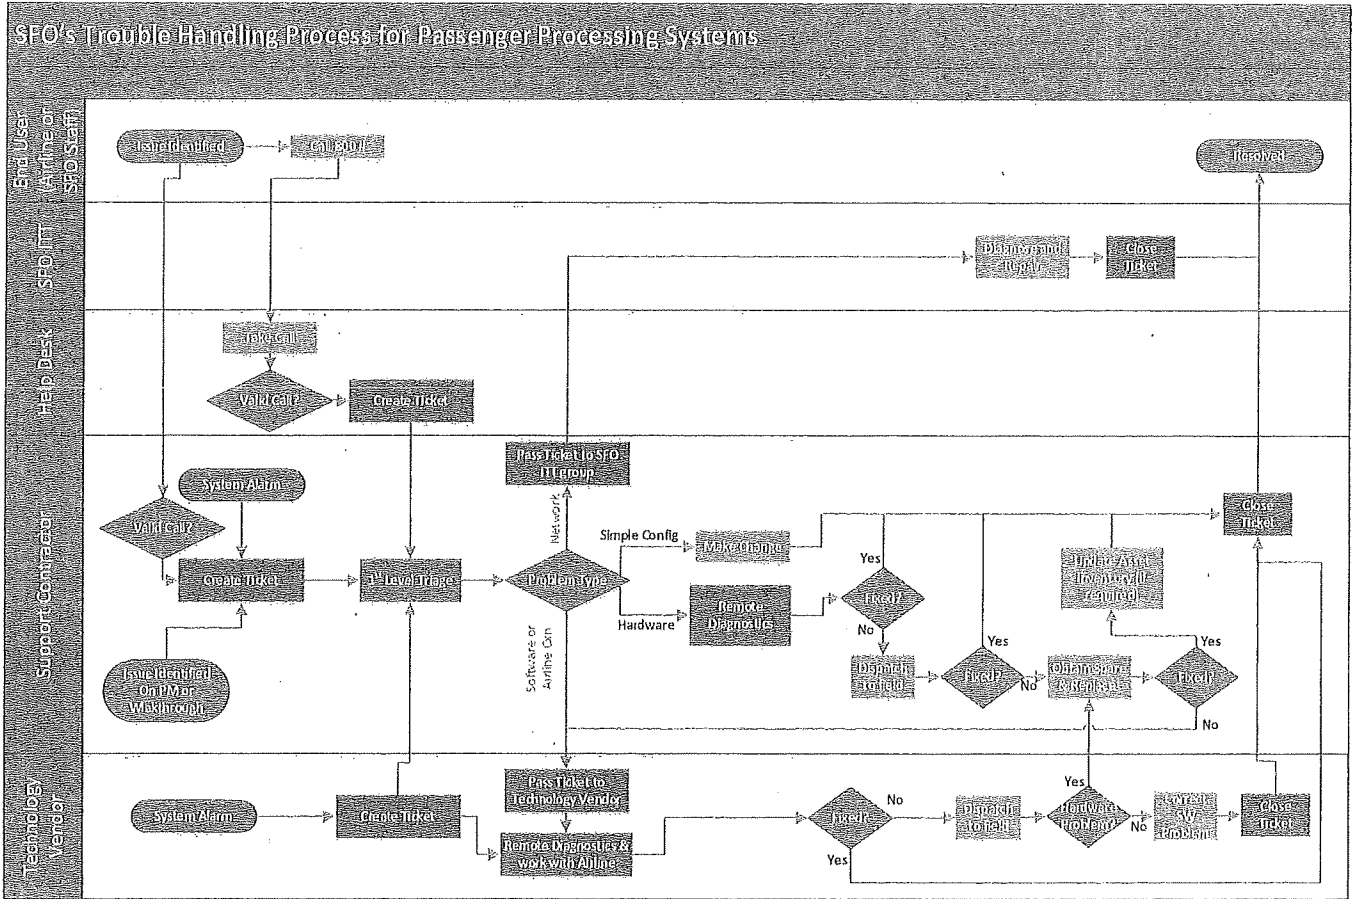 SFO's Trouble Handling Process for Passenger Processing Systems
End User
(Airline or
SFO Staff)
Issue Identified
Resolved
SFO ITT
Diagnose and
Repair
Close
Ticket
Help Desk
Take Call
Valid Call?
Create Ticket
Support Contractor
Pass Ticket to SFO
ITT group
System Alarm
Valid Call?
Create Ticket
1st Level Triage
Problem Type
Network
Simple Config
Hardware
Software or
Airline Cxn
Make Change
Remote
Diagnostics
Yes
Fixed?
No
Dispatch
to field
Yes
Fixed?
No
Obtain spare
& Replace
Update Asset
Inventory (if
required)
Yes
Fixed?
No
Close
Ticket
Issue Identified
On PM or
Walkthrough
Technology
Vendor
System Alarm
Create Ticket
Pass Ticket to
Technology Vendor
Remote Diagnostics &
work with Airline
Fixed?
No
Yes
Dispatch
to field
Yes
Hardware
Problem?
No
Correct
SW
Problem
Close
Ticket